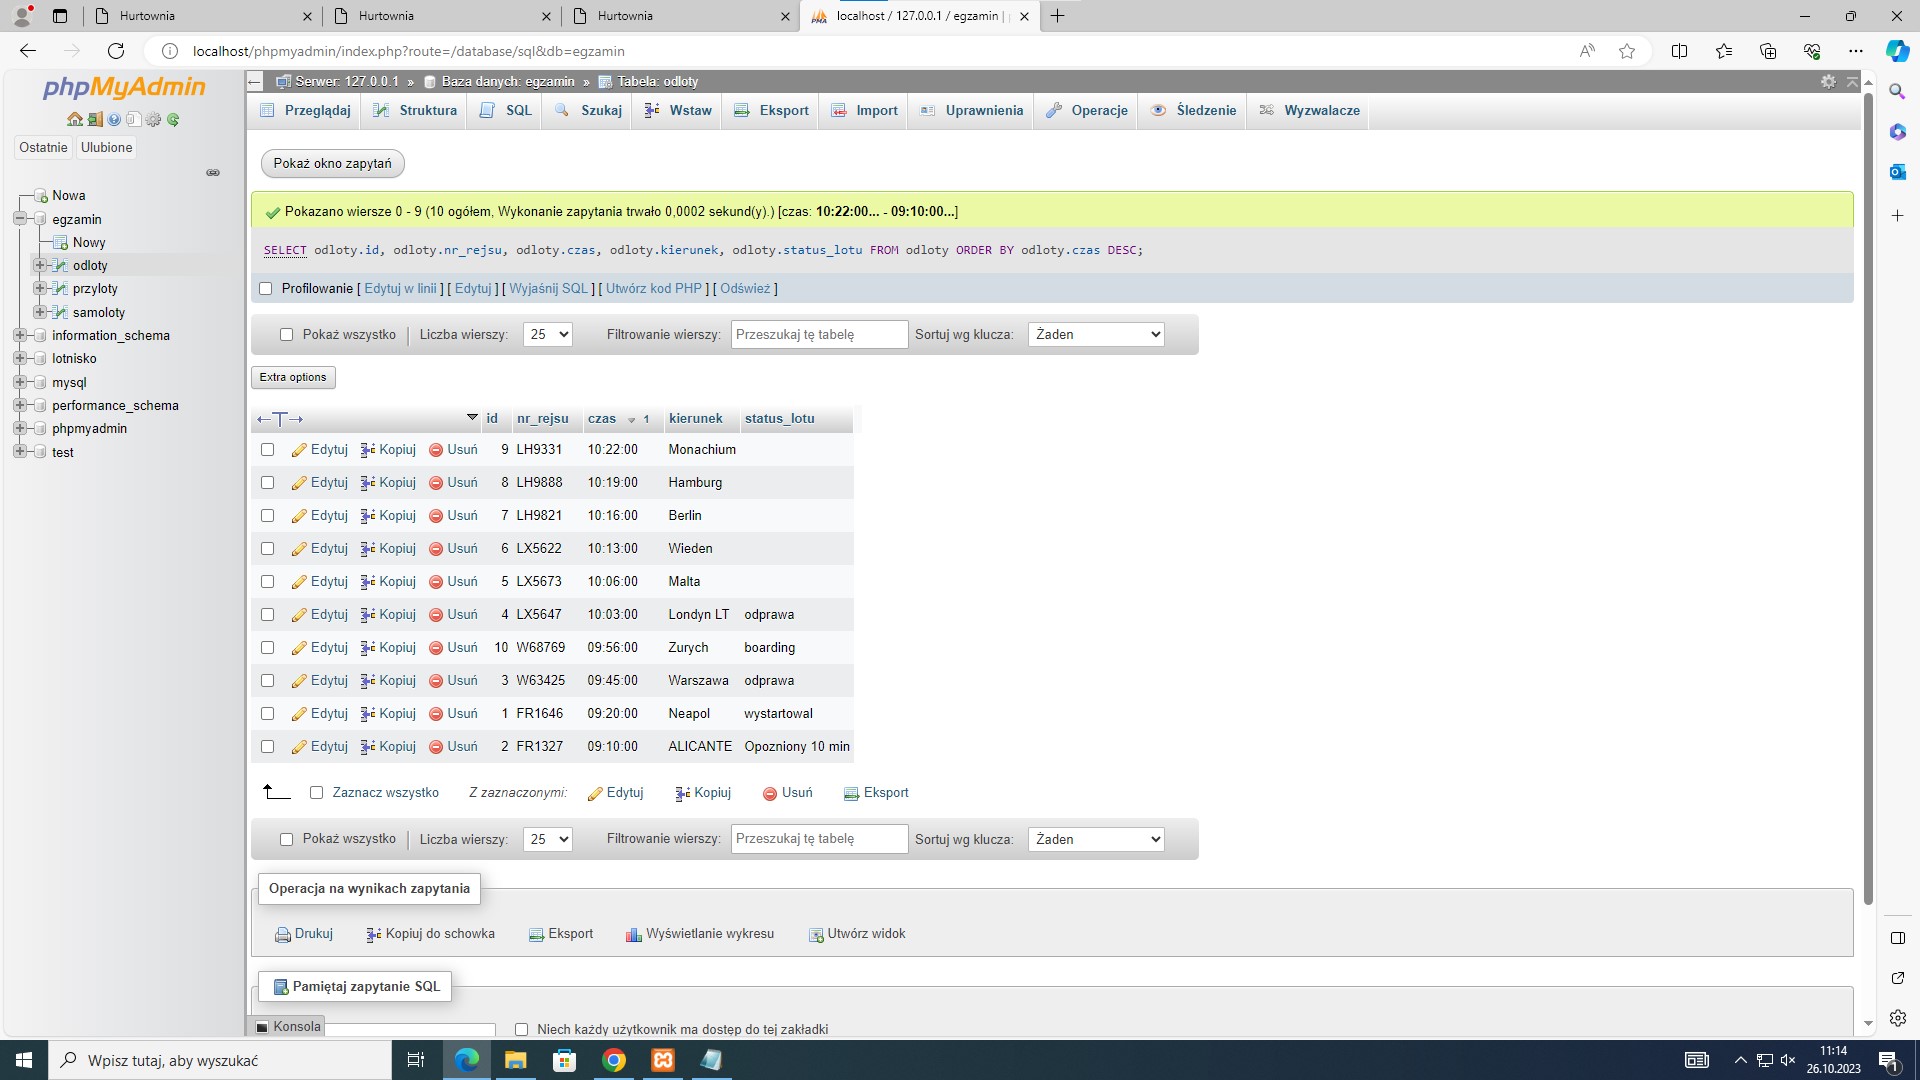 Hurtownia
Hurtownia
Hurtownia
localhost / 127.0.0.1 / egzamin |
localhost/phpmyadmin/index.php?route=/database/sql&db=egzamin
phpMyAdmin
Ostatnie
Ulubione
Nowa
egzamin
Nowy
odloty
przyloty
samoloty
information_schema
lotnisko
mysql
performance_schema
phpmyadmin
test
Serwer: 127.0.0.1 » Baza danych: egzamin » Tabela: odloty
Przeglądaj Struktura SQL Szukaj Wstaw Eksport Import Uprawnienia Operacje Śledzenie Wyzwalacze
Pokaż okno zapytań
Pokazano wiersze 0 - 9 (10 ogółem, Wykonanie zapytania trwało 0,0002 sekund(y).) [czas: 10:22:00... - 09:10:00...]
SELECT odloty.id, odloty.nr_rejsu, odloty.czas, odloty.kierunek, odloty.status_lotu FROM odloty ORDER BY odloty.czas DESC;
Profilowanie [ Edytuj w linii ] [ Edytuj ] [ Wyjaśnij SQL ] [ Utwórz kod PHP ] [ Odśwież ]
Pokaż wszystko | Liczba wierszy: 25 Filtrowanie wierszy: Przeszukaj tę tabelę Sortuj wg klucza: Żaden
Extra options
←T→ id nr_rejsu czas 1 kierunek status_lotu
Edytuj Kopiuj Usuń 9 LH9331 10:22:00 Monachium
Edytuj Kopiuj Usuń 8 LH9888 10:19:00 Hamburg
Edytuj Kopiuj Usuń 7 LH9821 10:16:00 Berlin
Edytuj Kopiuj Usuń 6 LX5622 10:13:00 Wieden
Edytuj Kopiuj Usuń 5 LX5673 10:06:00 Malta
Edytuj Kopiuj Usuń 4 LX5647 10:03:00 Londyn LT odprawa
Edytuj Kopiuj Usuń 10 W68769 09:56:00 Zurych boarding
Edytuj Kopiuj Usuń 3 W63425 09:45:00 Warszawa odprawa
Edytuj Kopiuj Usuń 1 FR1646 09:20:00 Neapol wystartowal
Edytuj Kopiuj Usuń 2 FR1327 09:10:00 ALICANTE Opozniony 10 min
Zaznacz wszystko Z zaznaczonymi: Edytuj Kopiuj Usuń Eksport
Pokaż wszystko | Liczba wierszy: 25 Filtrowanie wierszy: Przeszukaj tę tabelę Sortuj wg klucza: Żaden
Operacja na wynikach zapytania
Drukuj Kopiuj do schowka Eksport Wyświetlanie wykresu Utwórz widok
Pamiętaj zapytanie SQL
Konsola
Niech każdy użytkownik ma dostęp do tej zakładki
Wpisz tutaj, aby wyszukać
11:14
26.10.2023
1